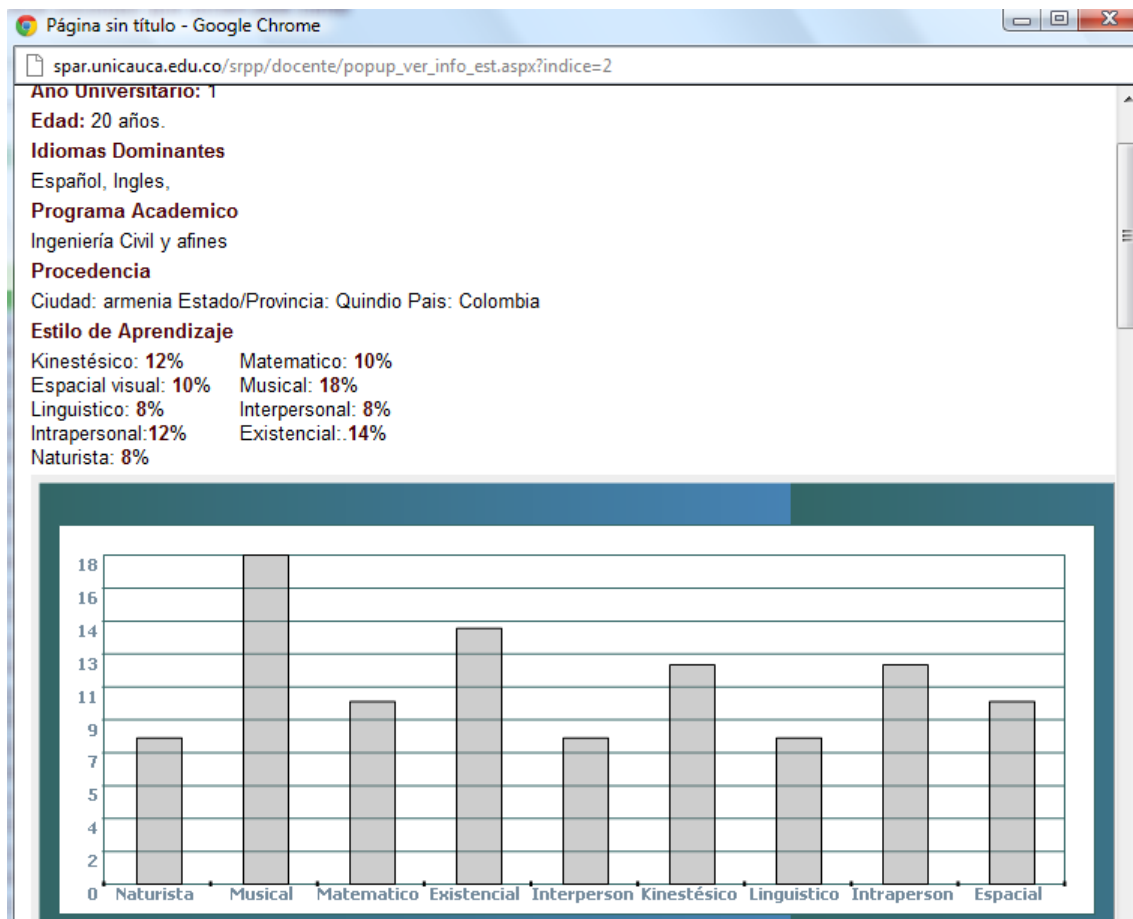 Página sin título - Google Chrome
spar.unicauca.edu.co/srpp/docente/popup_ver_info_est.aspx?indice=2
Año Universitario: 1
Edad: 20 años.
Idiomas Dominantes
Español, Ingles,
Programa Academico
Ingeniería Civil y afines
Procedencia
Ciudad: armenia Estado/Provincia: Quindio Pais: Colombia
Estilo de Aprendizaje
Kinestésico: 12% Matematico: 10%
Espacial visual: 10% Musical: 18%
Linguistico: 8% Interpersonal: 8%
Intrapersonal:12% Existencial:.14%
Naturista: 8%
18
16
14
13
11
9
7
5
4
2
0 Naturista Musical Matematico Existencial Interperson Kinestésico Linguistico Intraperson Espacial